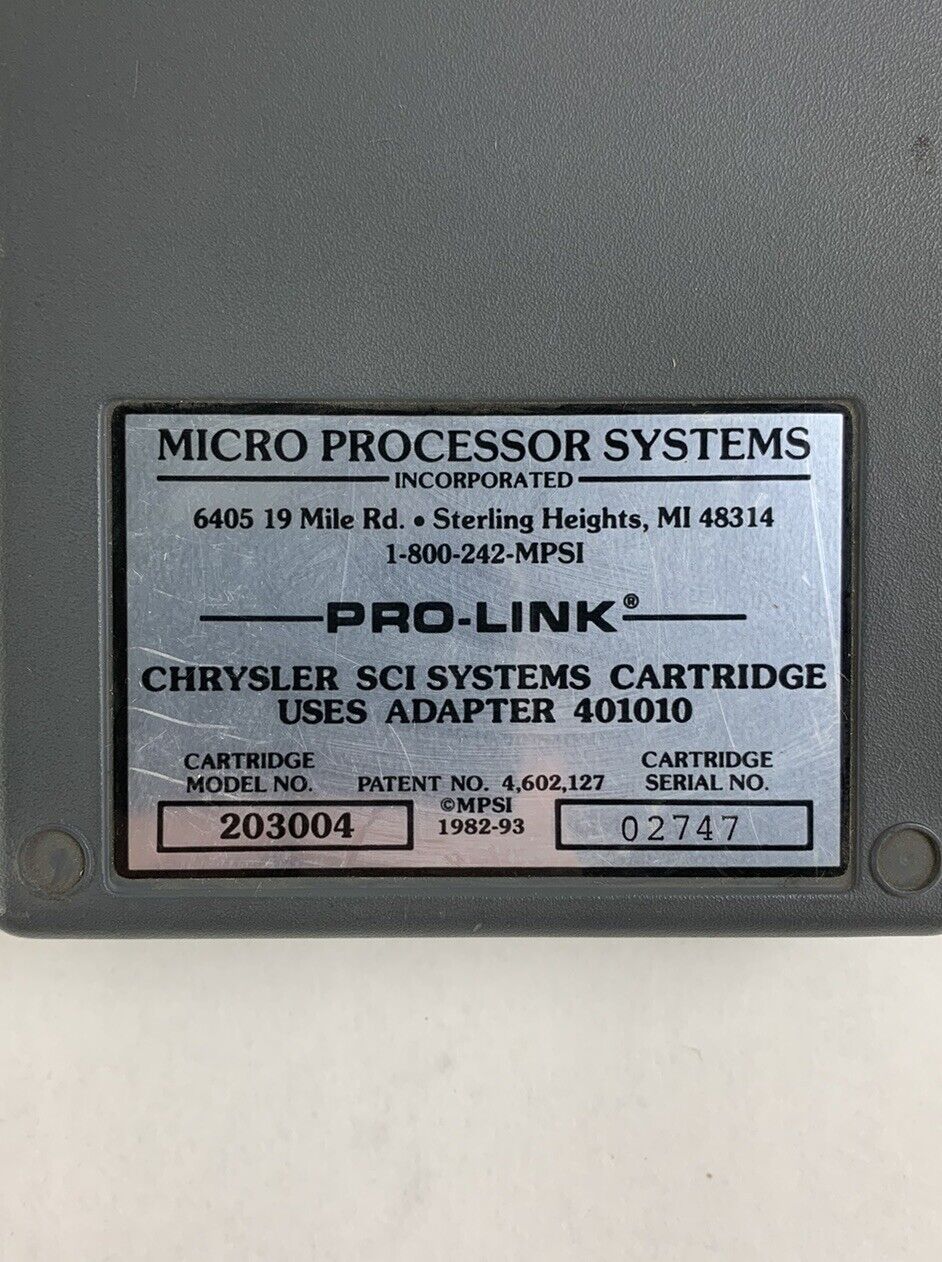 MICRO PROCESSOR SYSTEMS
INCORPORATED
6405 19 Mile Rd. • Sterling Heights, MI 48314
1-800-242-MPSI
PRO-LINK®
CHRYSLER SCI SYSTEMS CARTRIDGE
USES ADAPTER 401010
CARTRIDGE CARTRIDGE
MODEL NO. PATENT NO. 4,602,127 SERIAL NO.
203004 ©MPSI 02747
1982-93